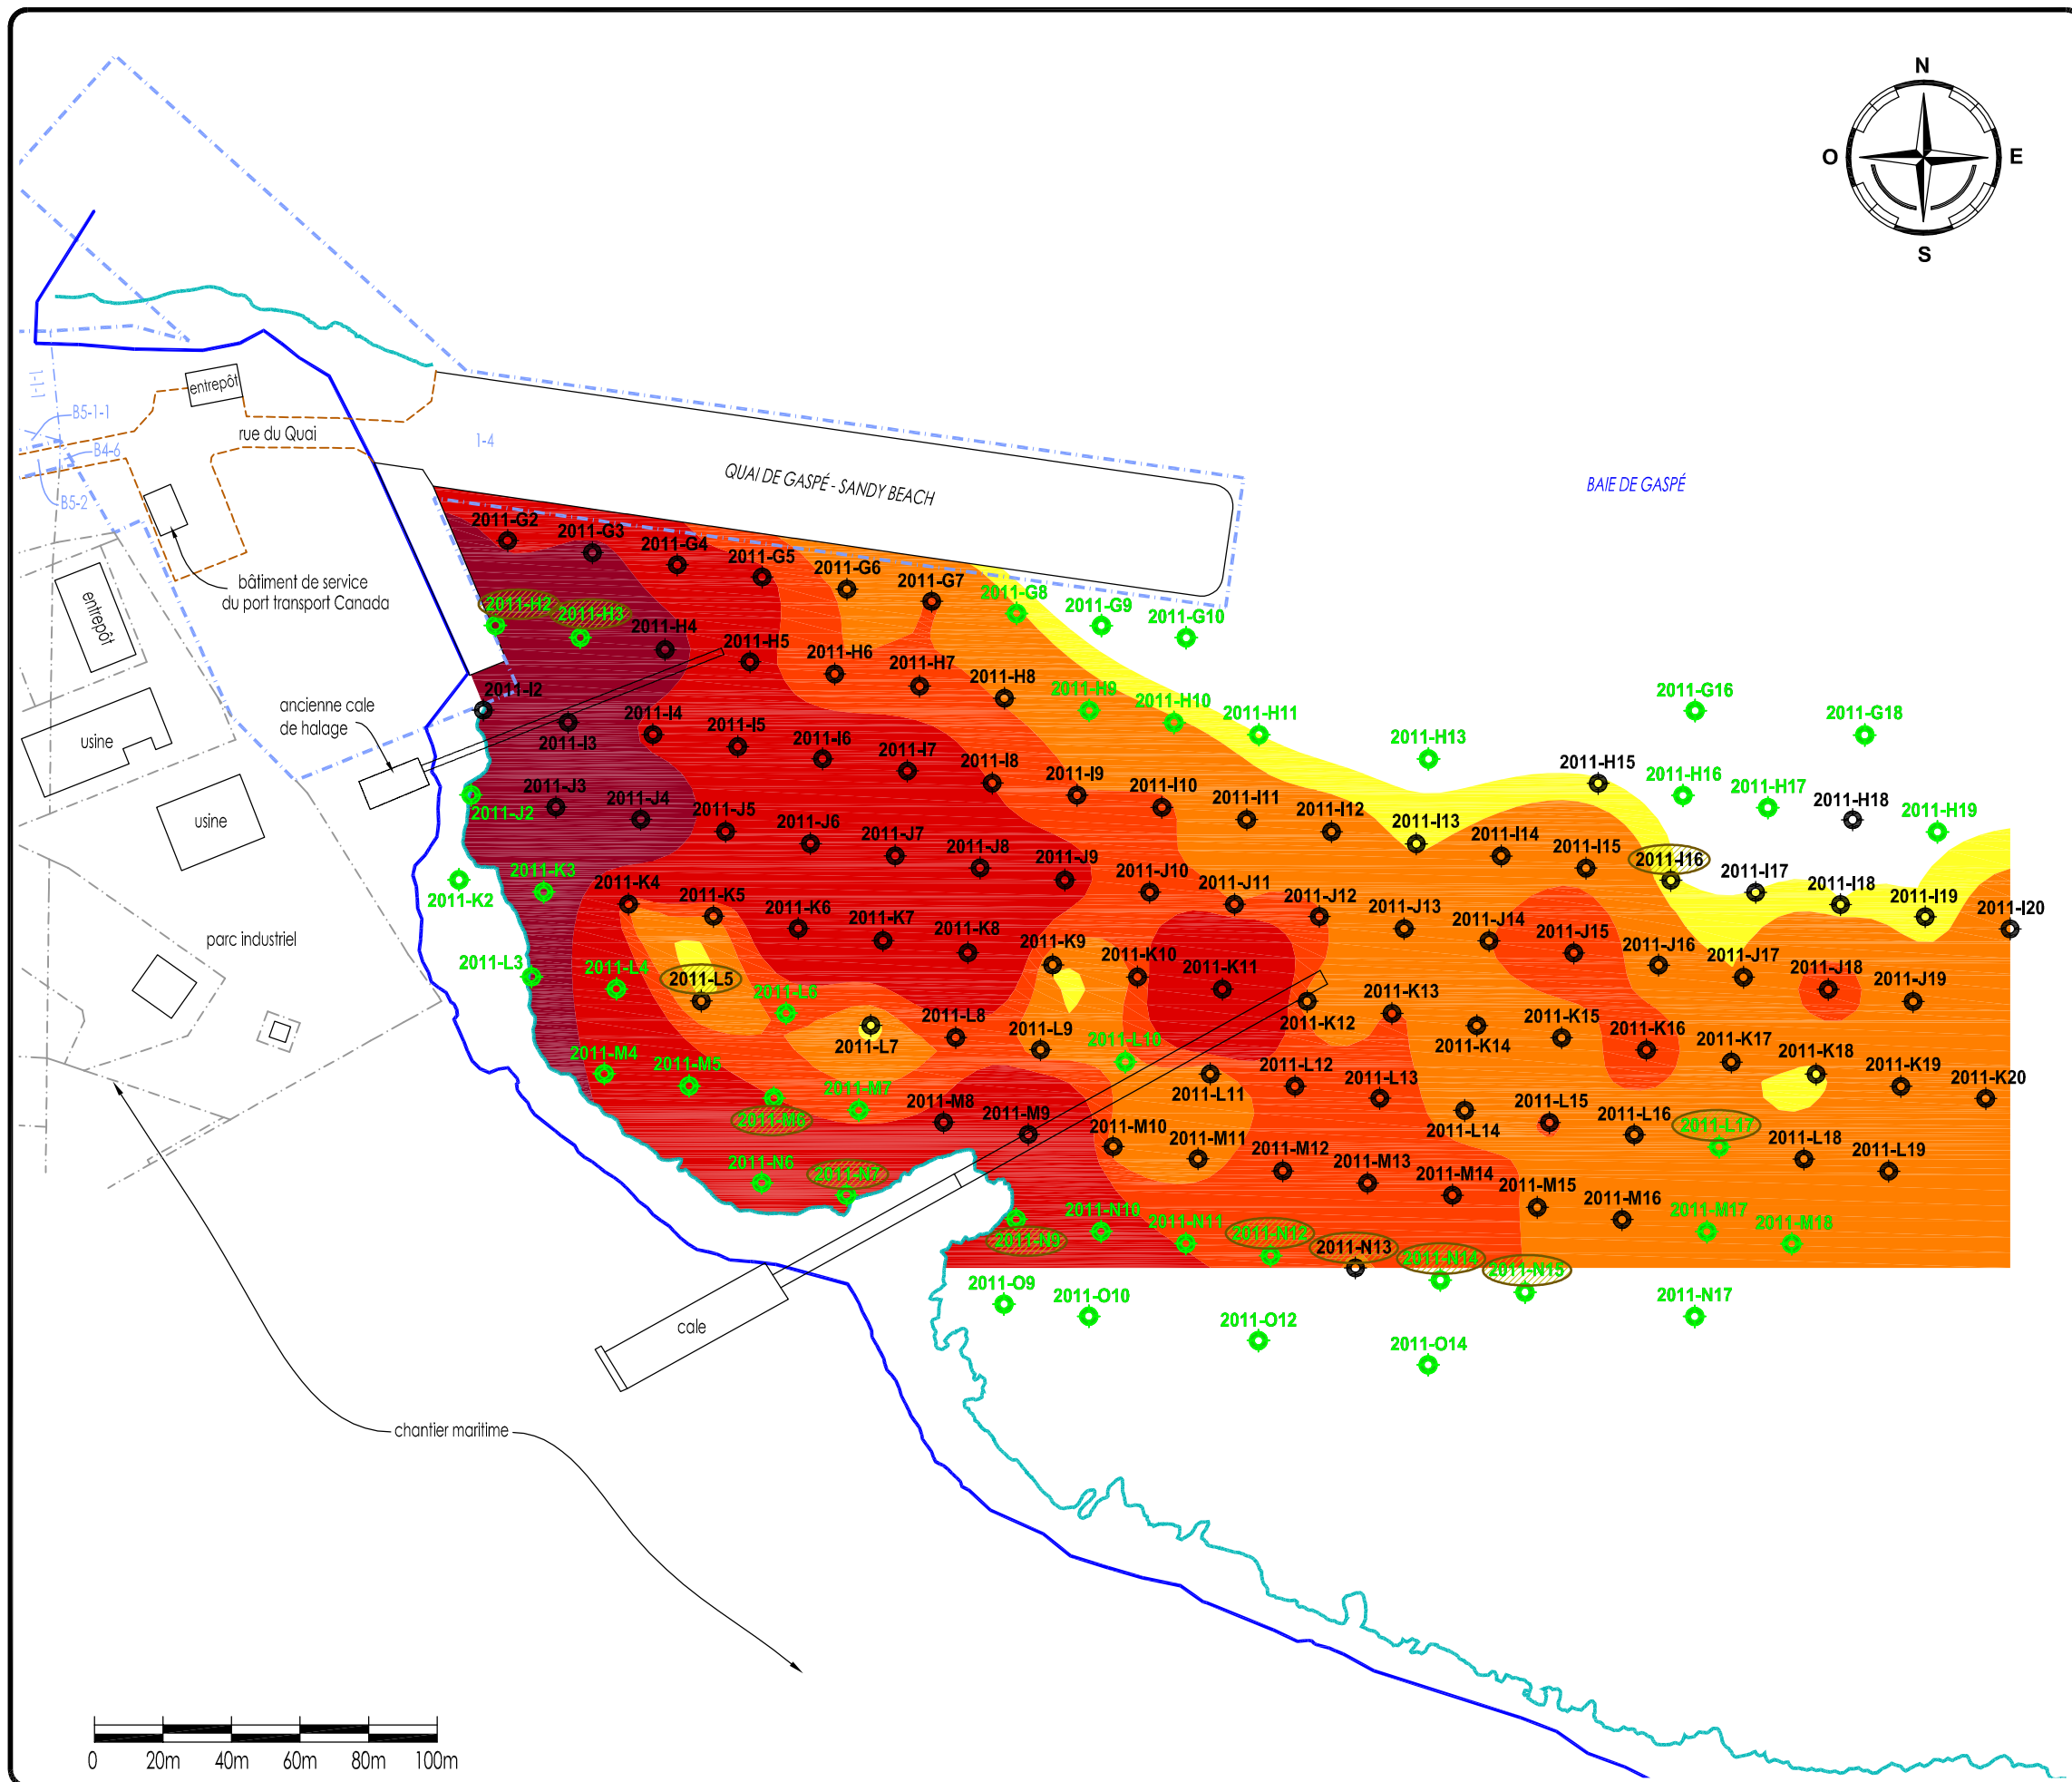 N
O
E
S
entrepôt
1-1-1
B5-1-1
rue du Quai
1-4
B4-6
B5-2
QUAI DE GASPÉ - SANDY BEACH
BAIE DE GASPÉ
bâtiment de service
du port transport Canada
entrepôt
ancienne cale
de halage
usine
usine
parc industriel
2011-G2
2011-G3
2011-G4
2011-G5
2011-G6
2011-G7
2011-G8
2011-G9
2011-G10
2011-G16
2011-G18
2011-H2
2011-H3
2011-H4
2011-H5
2011-H6
2011-H7
2011-H8
2011-H9
2011-H10
2011-H11
2011-H13
2011-H15
2011-H16
2011-H17
2011-H18
2011-H19
2011-I2
2011-I3
2011-I4
2011-I5
2011-I6
2011-I7
2011-I8
2011-I9
2011-I10
2011-I11
2011-I12
2011-I13
2011-I14
2011-I15
2011-I16
2011-I17
2011-I18
2011-I19
2011-I20
2011-J2
2011-J3
2011-J4
2011-J5
2011-J6
2011-J7
2011-J8
2011-J9
2011-J10
2011-J11
2011-J12
2011-J13
2011-J14
2011-J15
2011-J16
2011-J17
2011-J18
2011-J19
2011-K2
2011-K3
2011-K4
2011-K5
2011-K6
2011-K7
2011-K8
2011-K9
2011-K10
2011-K11
2011-K12
2011-K13
2011-K14
2011-K15
2011-K16
2011-K17
2011-K18
2011-K19
2011-K20
2011-L3
2011-L4
2011-L5
2011-L6
2011-L7
2011-L8
2011-L9
2011-L10
2011-L11
2011-L12
2011-L13
2011-L14
2011-L15
2011-L16
2011-L17
2011-L18
2011-L19
2011-M4
2011-M5
2011-M6
2011-M7
2011-M8
2011-M9
2011-M10
2011-M11
2011-M12
2011-M13
2011-M14
2011-M15
2011-M16
2011-M17
2011-M18
2011-N6
2011-N7
2011-N9
2011-N10
2011-N11
2011-N12
2011-N13
2011-N14
2011-N15
2011-N17
2011-O9
2011-O10
2011-O12
2011-O14
cale
chantier maritime
0 20m 40m 60m 80m 100m